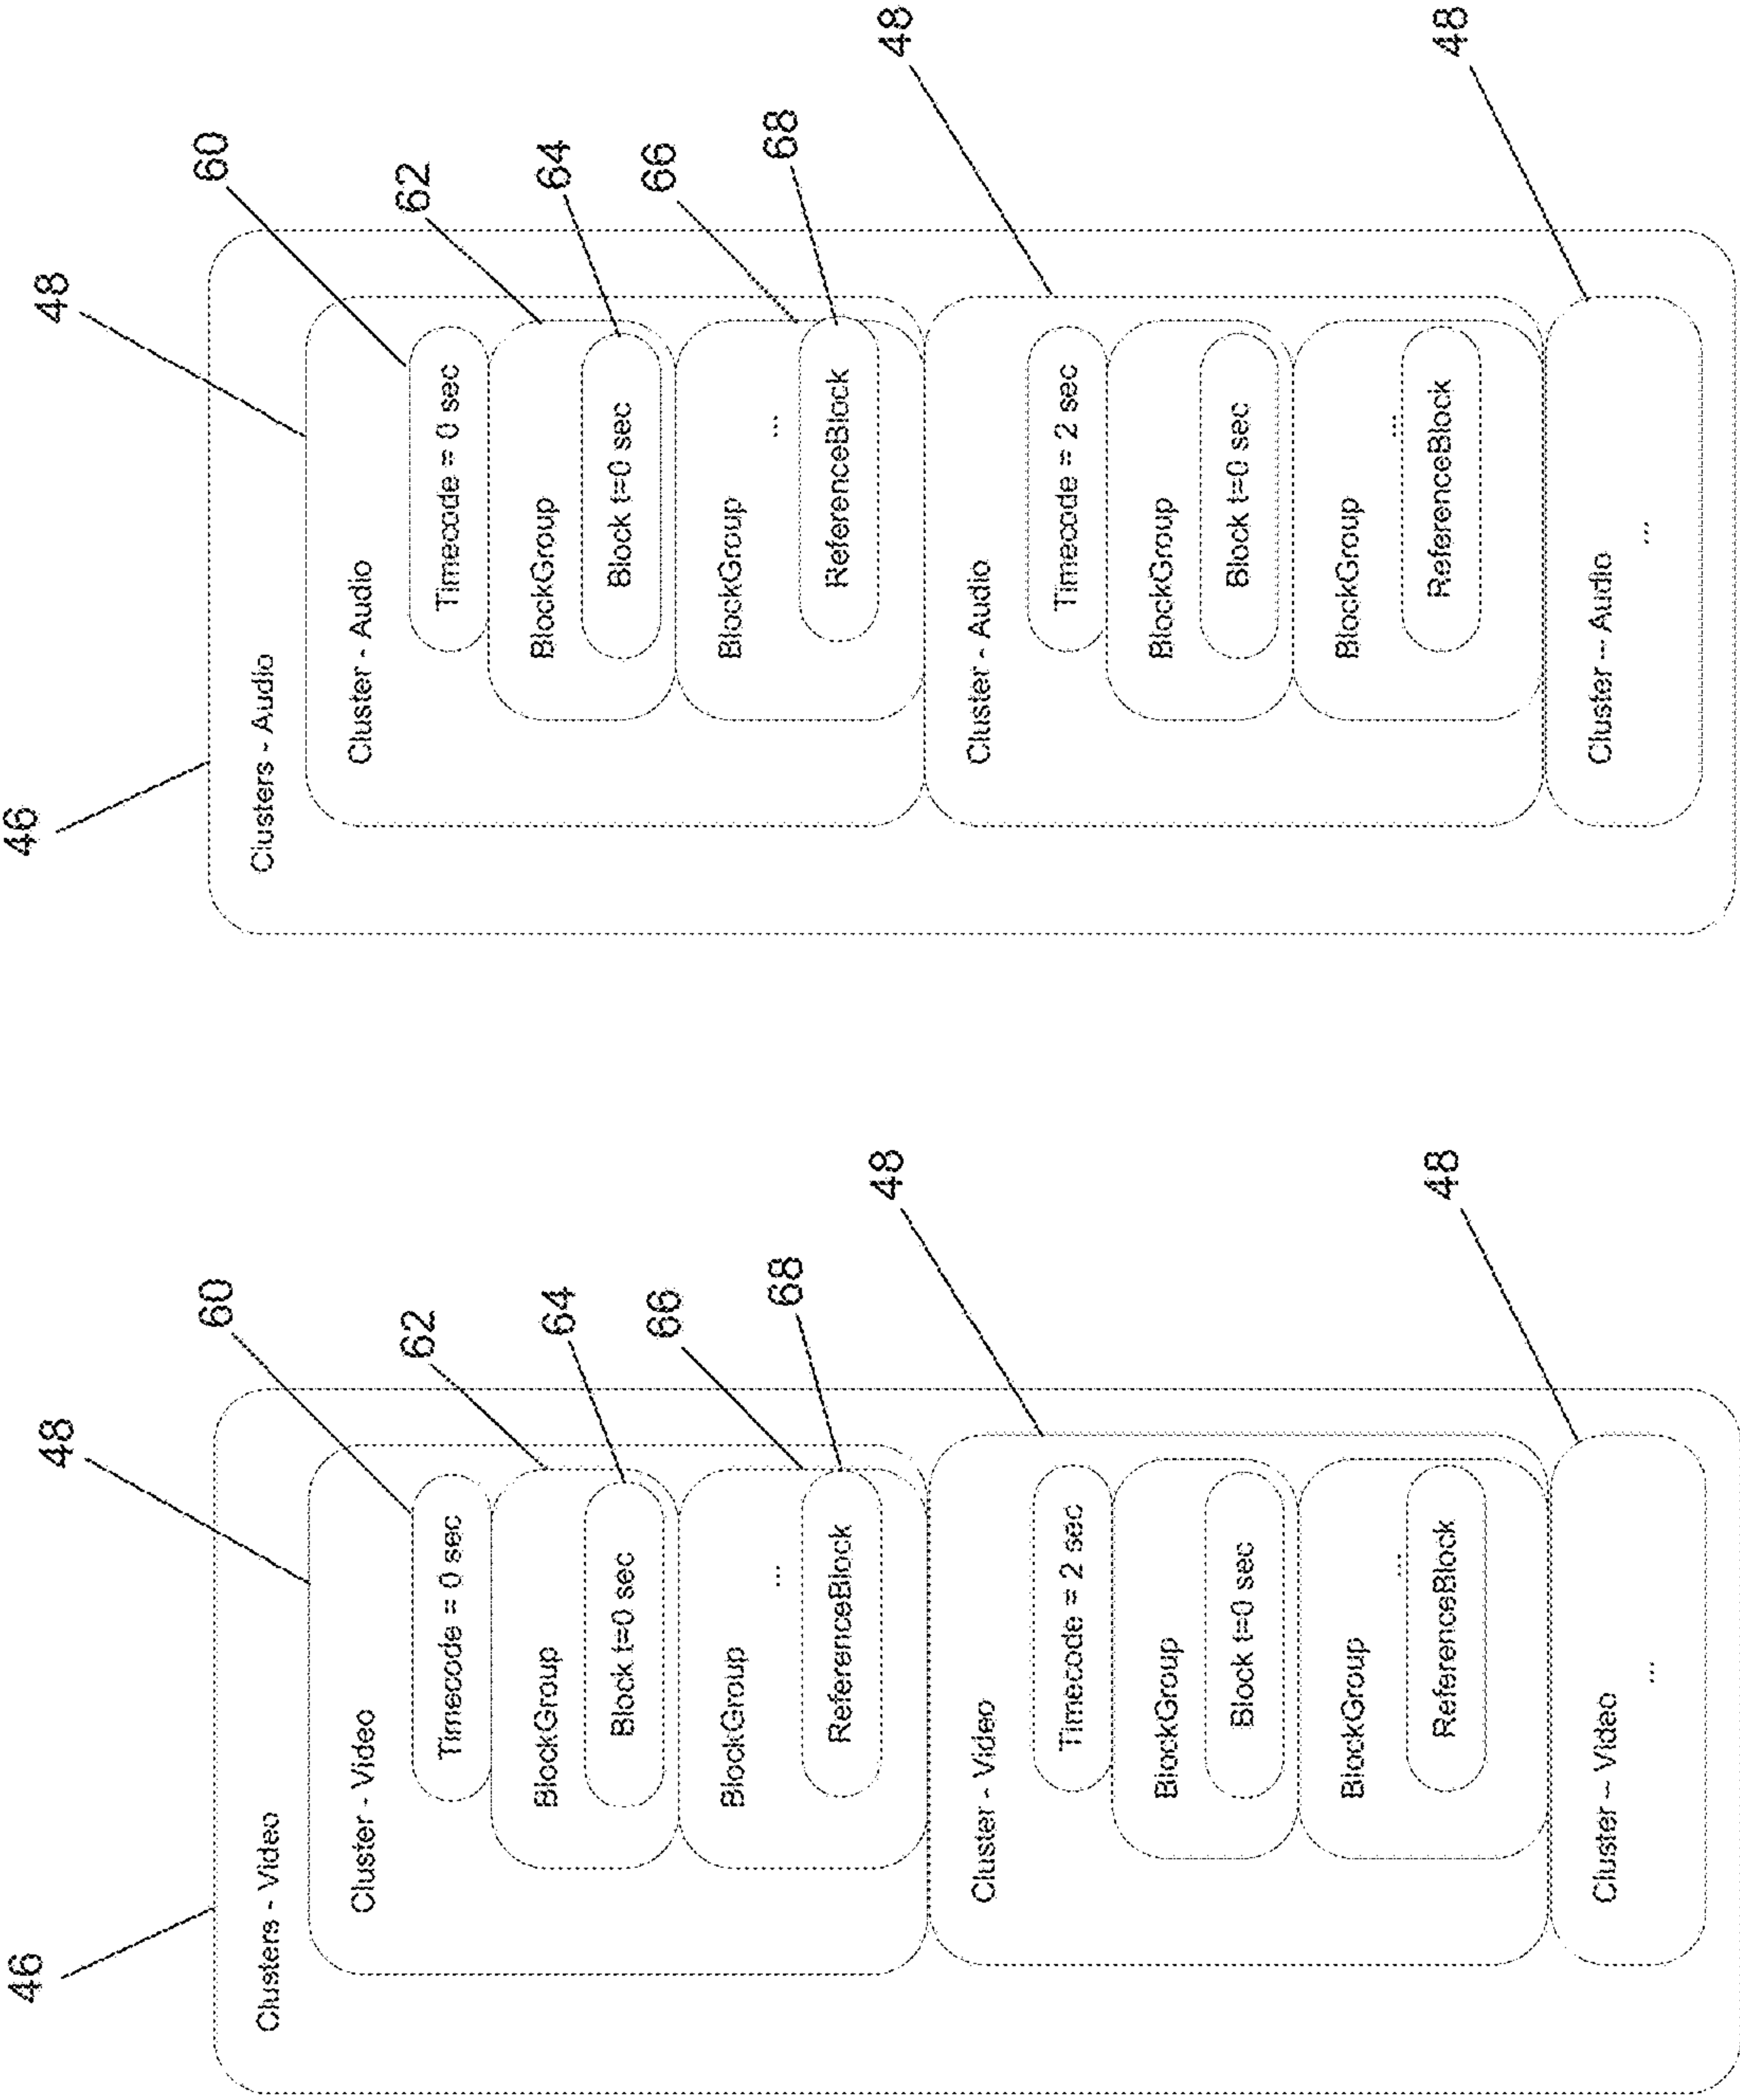 46
Clusters - Video
48
Cluster - Video
60
Timecode = 0 sec
62
BlockGroup
64
Block t=0 sec
66
BlockGroup
...
68
ReferenceBlock
48
Cluster - Video
Timecode = 2 sec
BlockGroup
Block t=0 sec
BlockGroup
...
ReferenceBlock
48
Cluster – Video
...
46
Clusters - Audio
48
Cluster - Audio
60
Timecode = 0 sec
62
BlockGroup
64
Block t=0 sec
66
BlockGroup
...
68
ReferenceBlock
48
Cluster - Audio
Timecode = 2 sec
BlockGroup
Block t=0 sec
BlockGroup
...
ReferenceBlock
48
Cluster – Audio
...